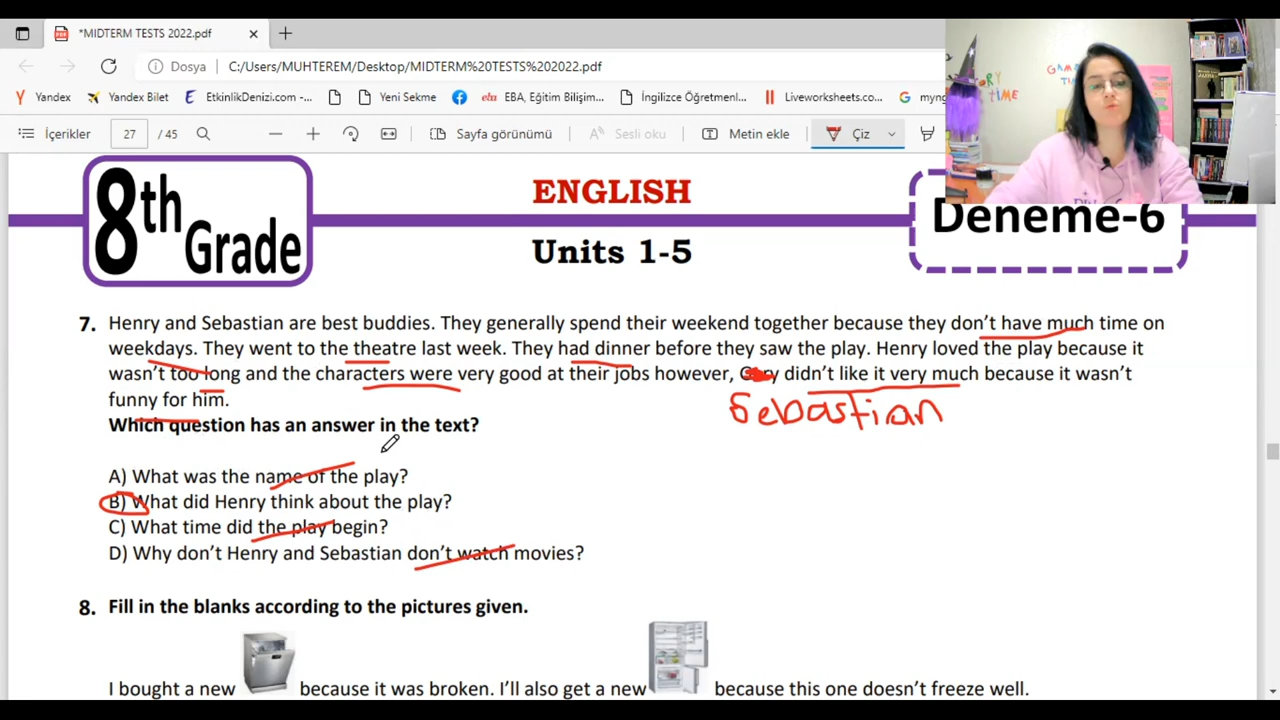 *MIDTERM TESTS 2022.pdf
Dosya C:/Users/MUHTEREM/Desktop/MIDTERM%20TESTS%202022.pdf
Yandex Yandex Bilet EtkinlikDenizi.com -... Yeni Sekme EBA, Eğitim Bilişim... İngilizce Öğretmenl... Liveworksheets.co... myng
İçerikler 27 / 45 Sayfa görünümü Sesli oku Metin ekle Çiz
8th Grade
ENGLISH
Units 1-5
Deneme-6
7. Henry and Sebastian are best buddies. They generally spend their weekend together because they don't have much time on
weekdays. They went to the theatre last week. They had dinner before they saw the play. Henry loved the play because it
wasn't too long and the characters were very good at their jobs however, didn't like it very much because it wasn't
funny for him.
Sebastian
Which question has an answer in the text?
A) What was the name of the play?
B) What did Henry think about the play?
C) What time did the play begin?
D) Why don't Henry and Sebastian don't watch movies?
8. Fill in the blanks according to the pictures given.
I bought a new because it was broken. I'll also get a new because this one doesn't freeze well.